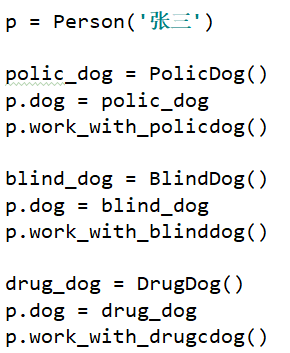 p = Person('张三')
polic_dog = PolicDog()
p.dog = polic_dog
p.work_with_policdog()
blind_dog = BlindDog()
p.dog = blind_dog
p.work_with_blinddog()
drug_dog = DrugDog()
p.dog = drug_dog
p.work_with_drugcdog()